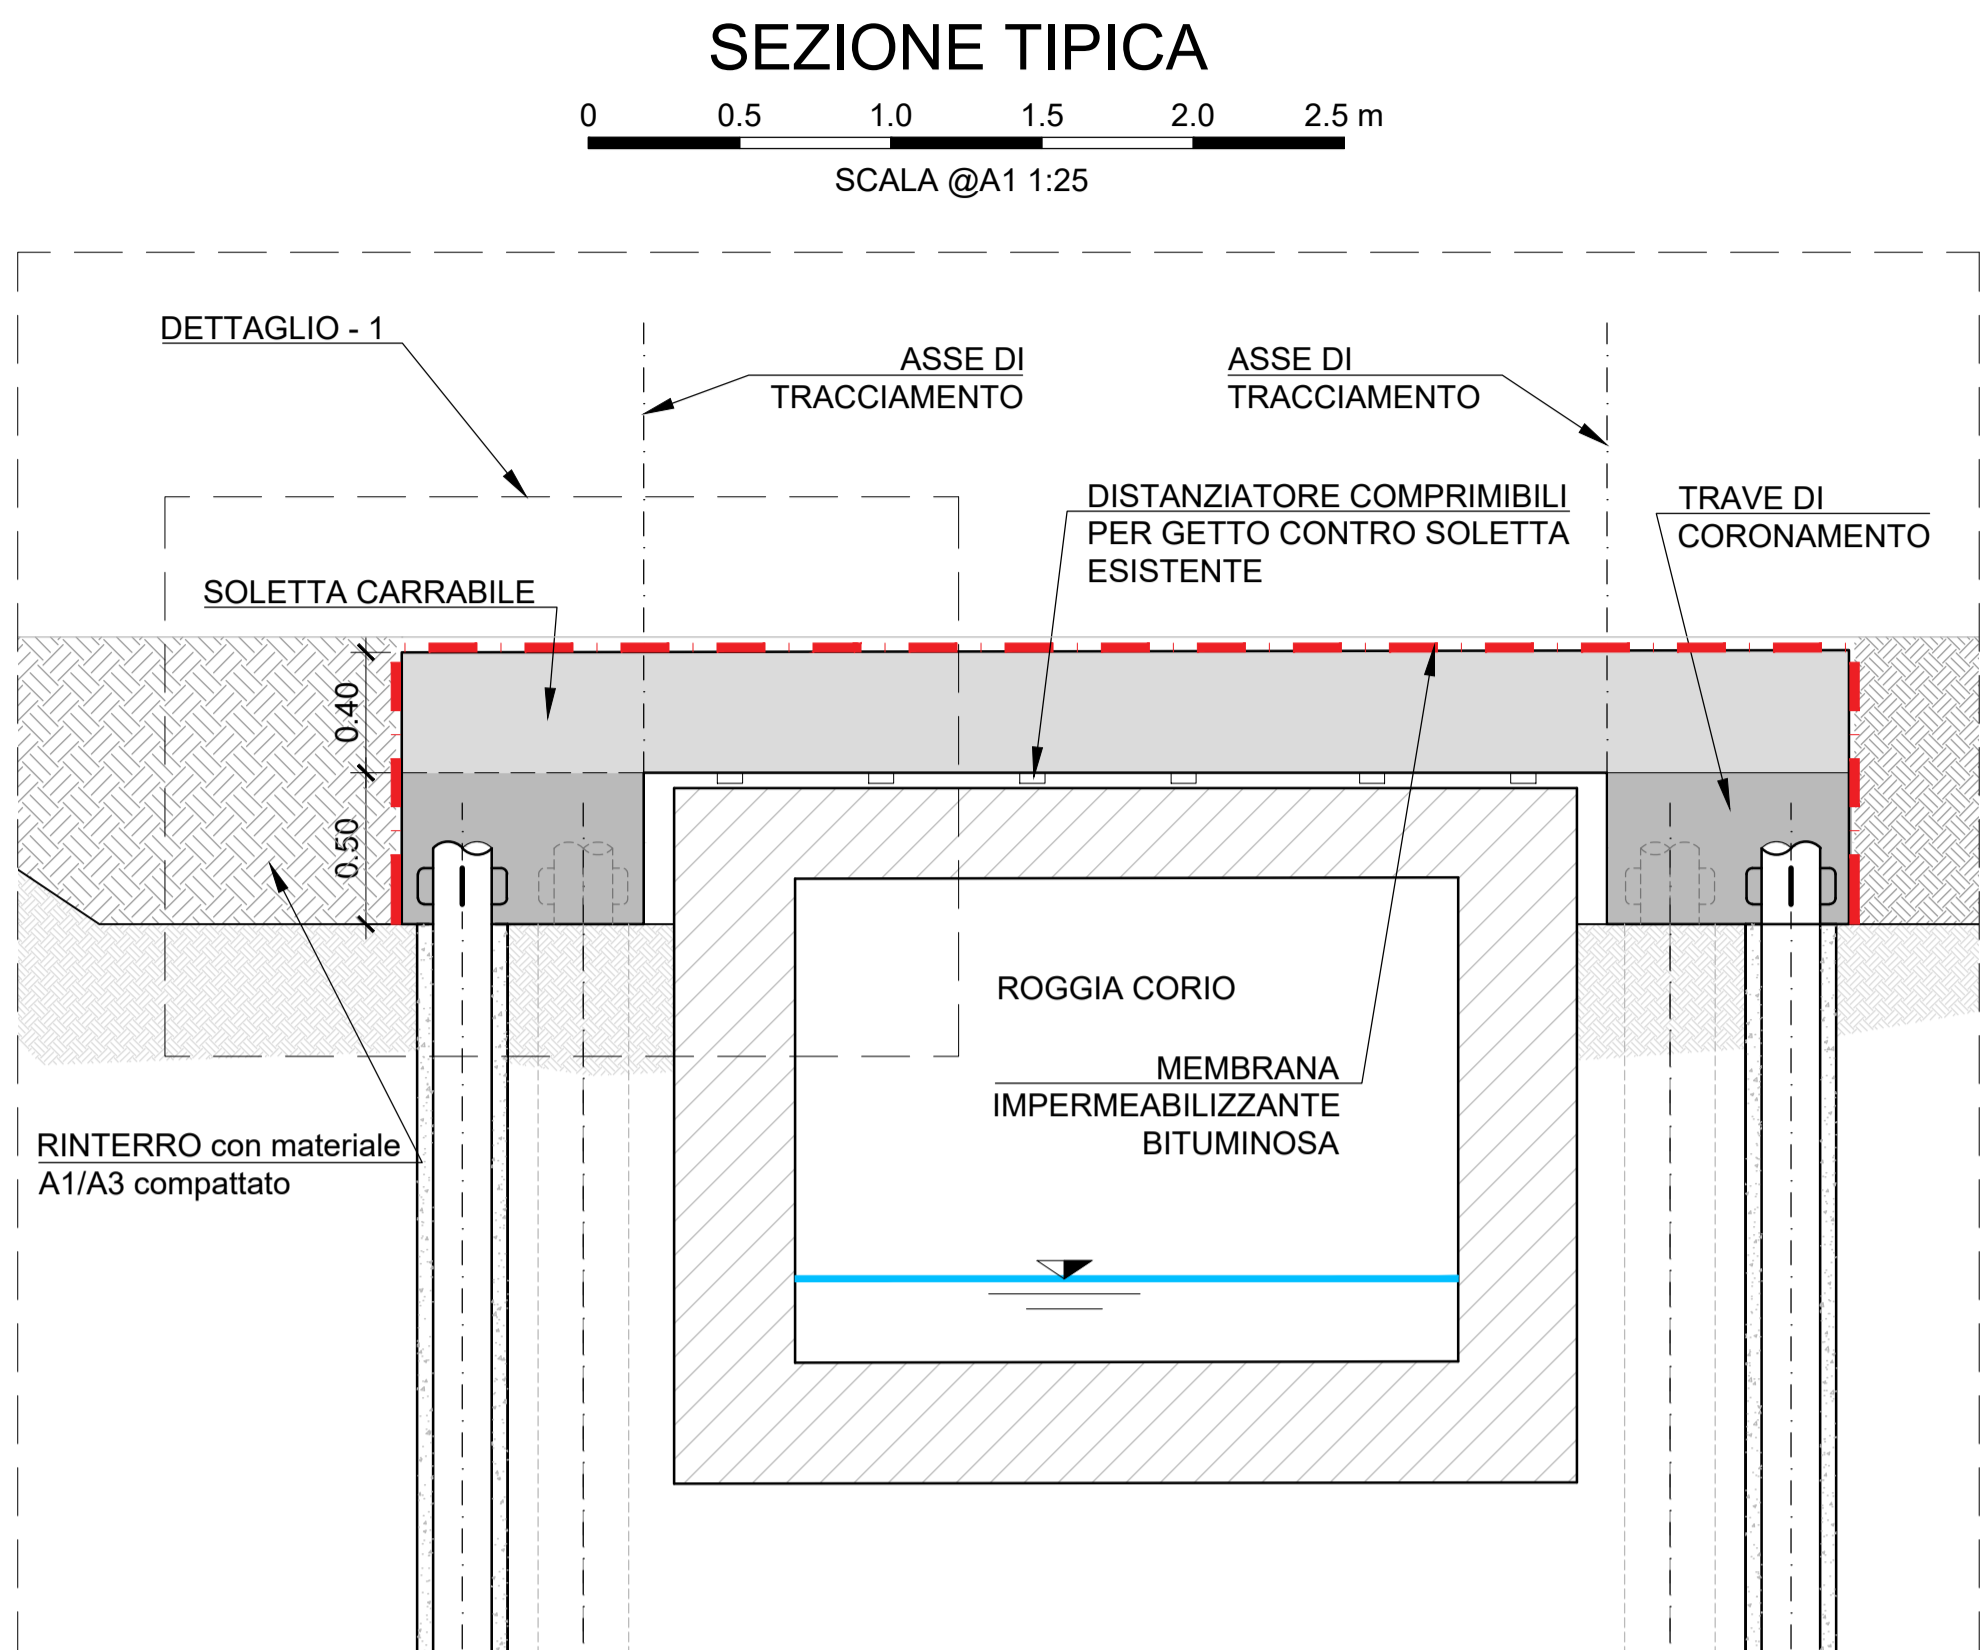 SEZIONE TIPICA
0 0.5 1.0 1.5 2.0 2.5 m
SCALA @A1 1:25
DETTAGLIO - 1
ASSE DI
TRACCIAMENTO
ASSE DI
TRACCIAMENTO
DISTANZIATORE COMPRIMIBILI
PER GETTO CONTRO SOLETTA
ESISTENTE
TRAVE DI
CORONAMENTO
SOLETTA CARRABILE
0.40
0.50
ROGGIA CORIO
MEMBRANA
IMPERMEABILIZZANTE
BITUMINOSA
RINTERRO con materiale
A1/A3 compattato